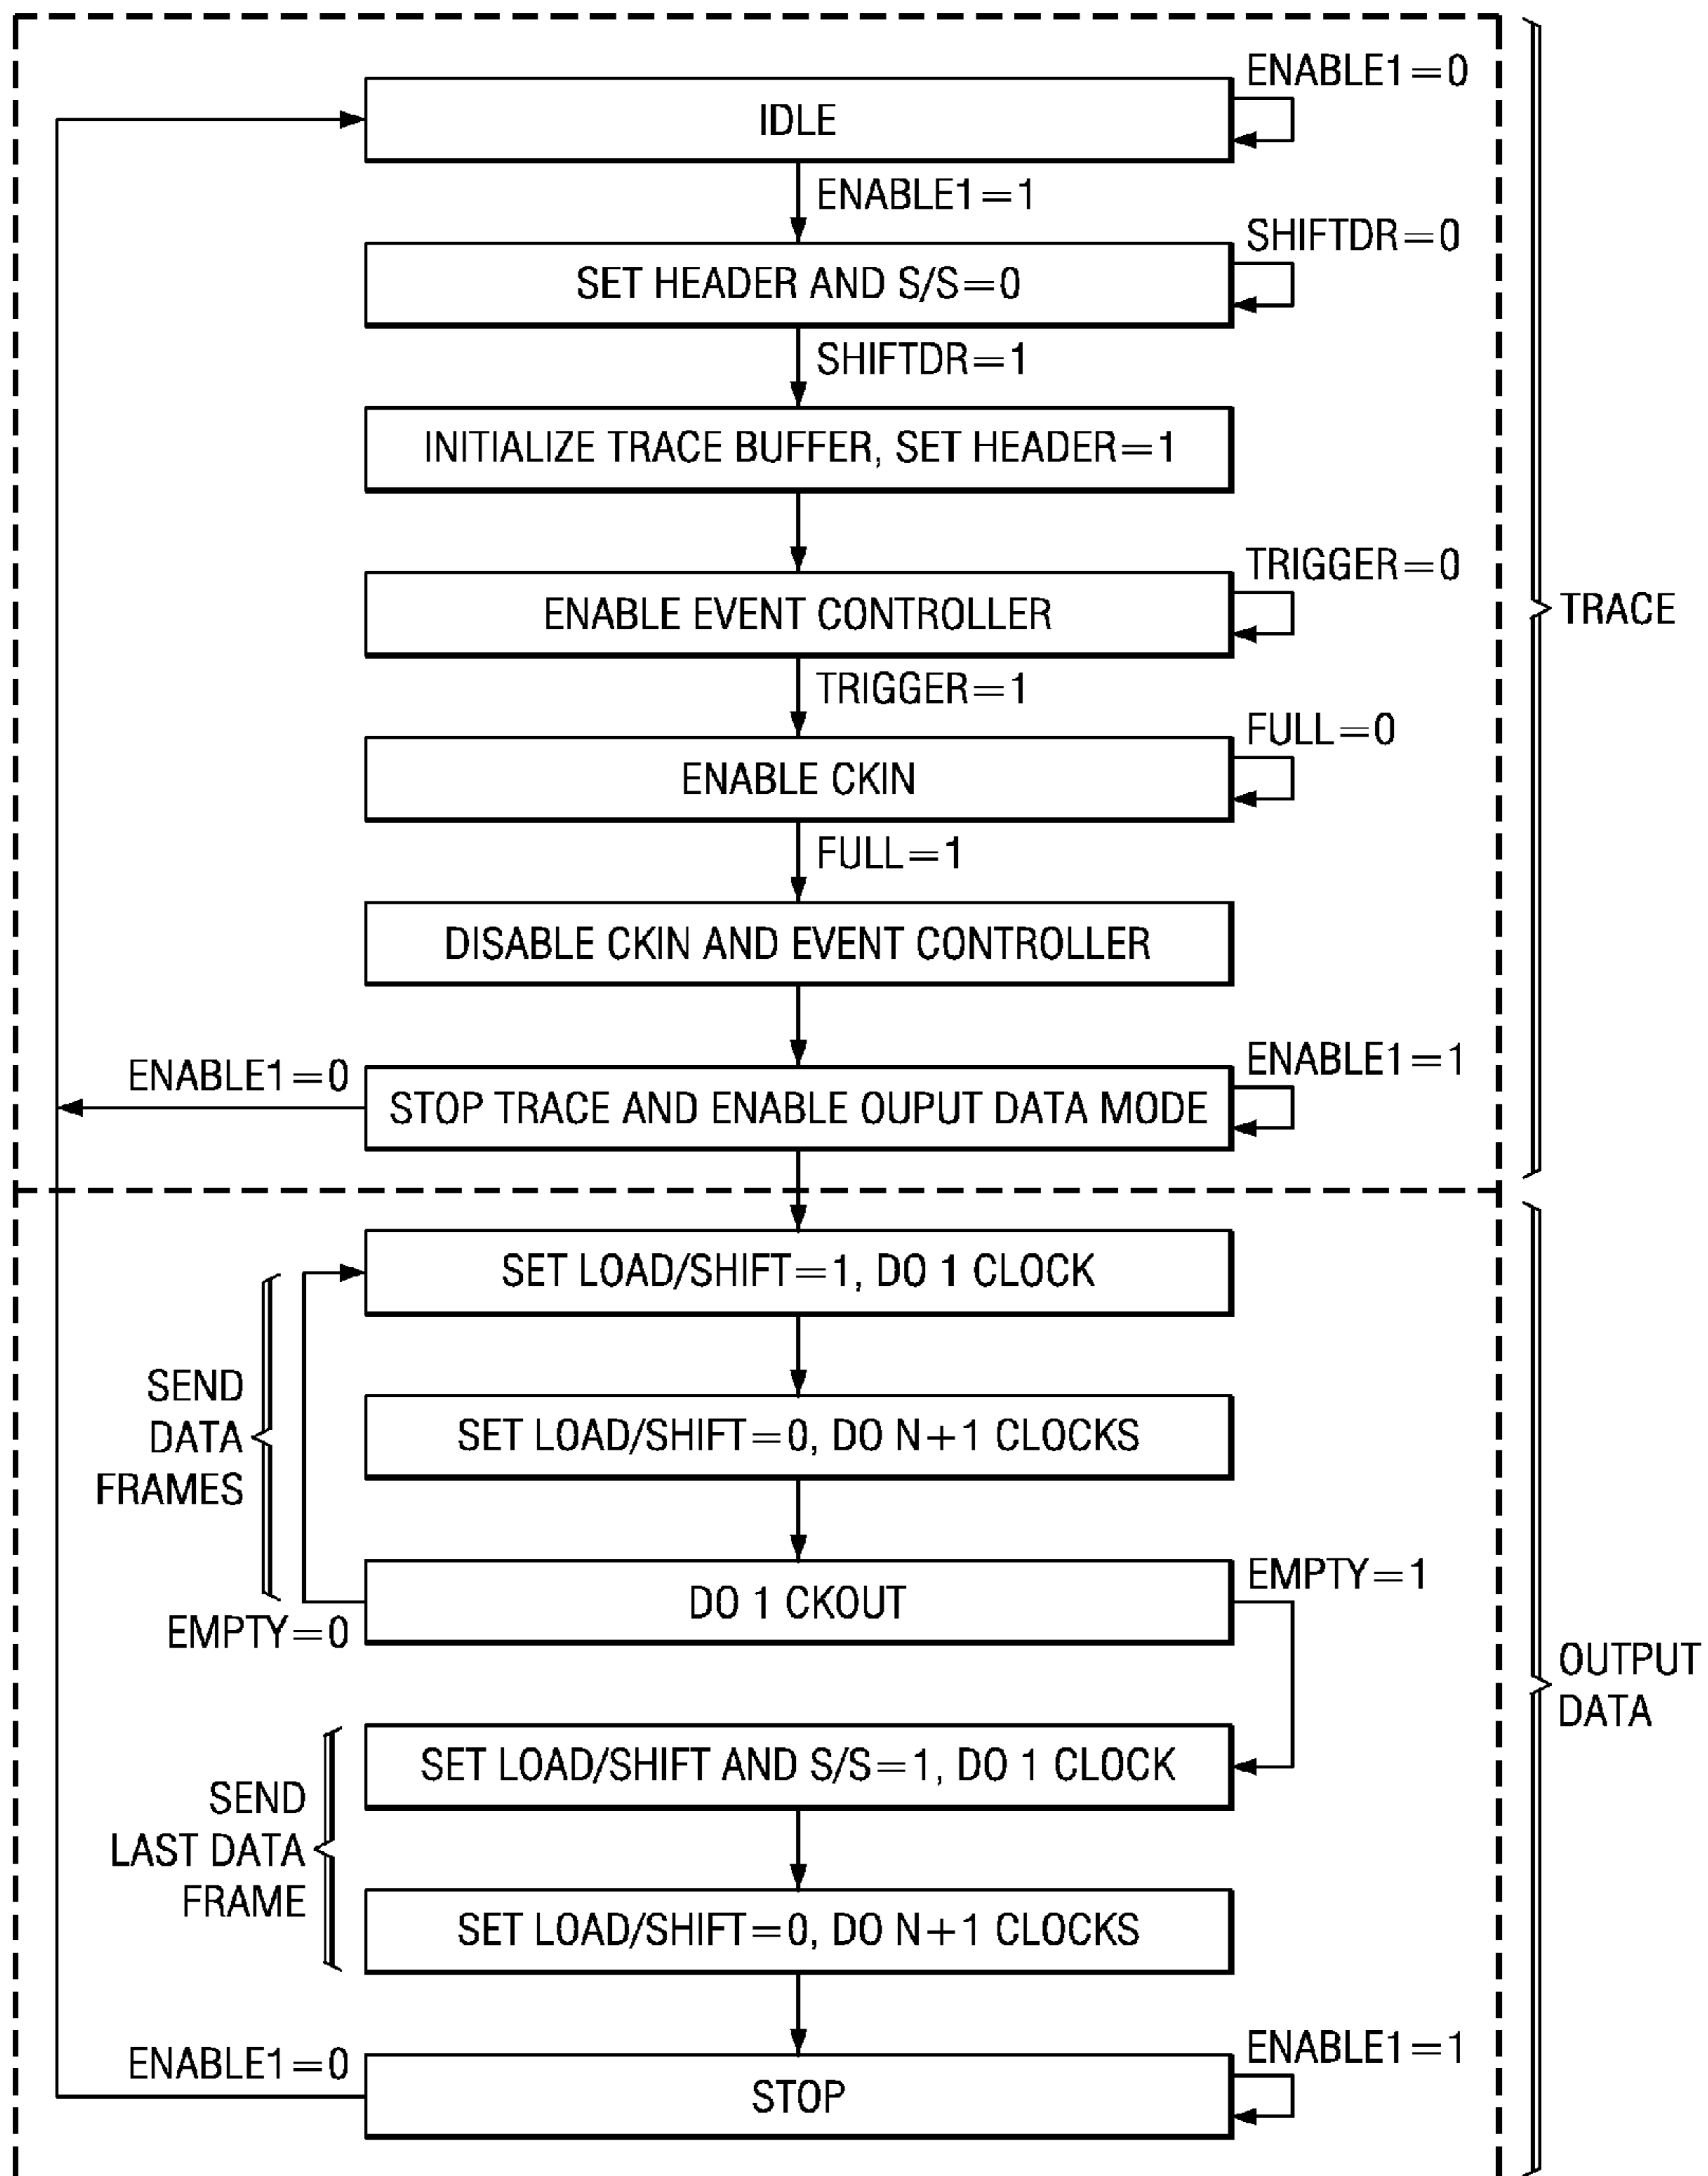 ENABLE1=0
IDLE
ENABLE1=1
SHIFTDR=0
SET HEADER AND S/S=0
SHIFTDR=1
INITIALIZE TRACE BUFFER, SET HEADER=1
TRIGGER=0
ENABLE EVENT CONTROLLER
TRACE
TRIGGER=1
FULL=0
ENABLE CKIN
FULL=1
DISABLE CKIN AND EVENT CONTROLLER
ENABLE1=0
ENABLE1=1
STOP TRACE AND ENABLE OUPUT DATA MODE
SET LOAD/SHIFT=1, DO 1 CLOCK
SEND
DATA
FRAMES
SET LOAD/SHIFT=0, DO N+1 CLOCKS
EMPTY=1
DO 1 CKOUT
EMPTY=0
OUTPUT
DATA
SET LOAD/SHIFT AND S/S=1, DO 1 CLOCK
SEND
LAST DATA
FRAME
SET LOAD/SHIFT=0, DO N+1 CLOCKS
ENABLE1=0
ENABLE1=1
STOP